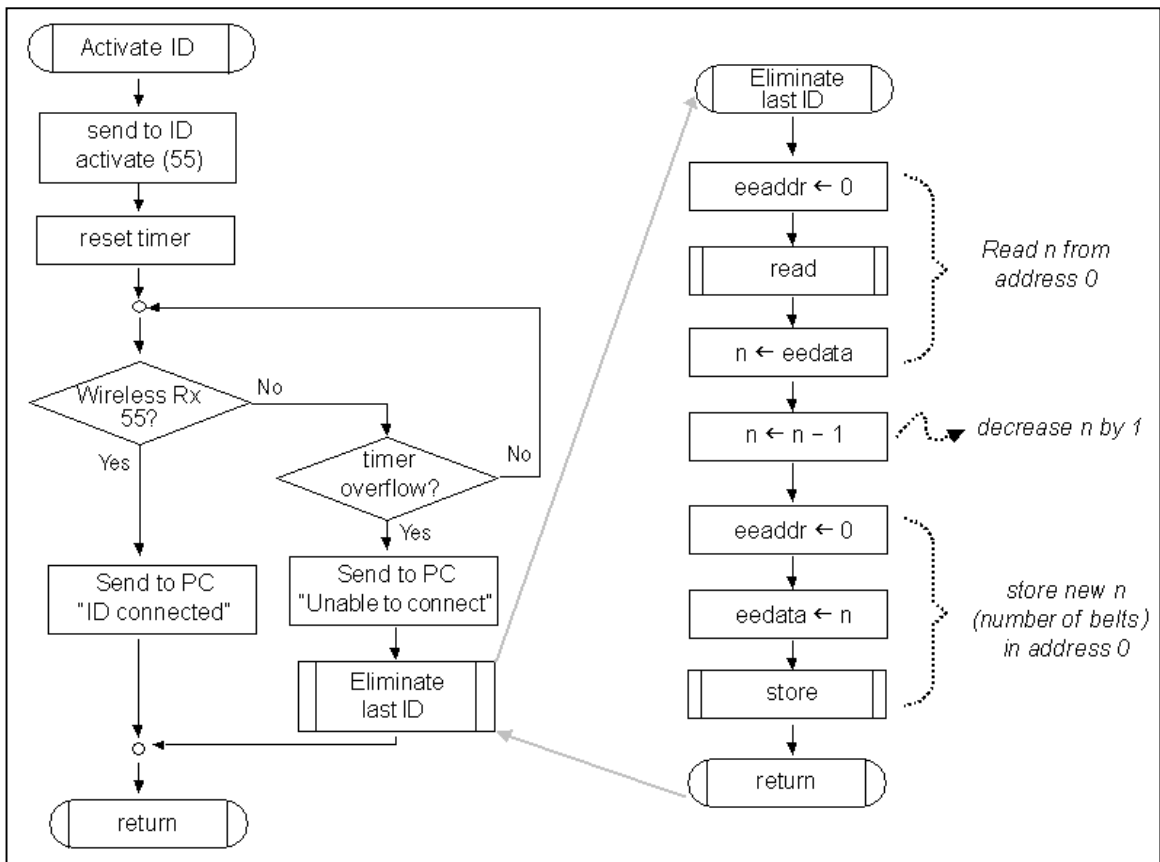 Activate ID
send to ID
activate (55)
reset timer
Wireless Rx
55?
No
Yes
timer
overflow?
No
Yes
Send to PC
"ID connected"
Send to PC
"Unable to connect"
Eliminate
last ID
return
Eliminate
last ID
eeaddr ← 0
read
n ← eedata
Read n from
address 0
n ← n − 1
decrease n by 1
eeaddr ← 0
eedata ← n
store
store new n
(number of belts)
in address 0
return